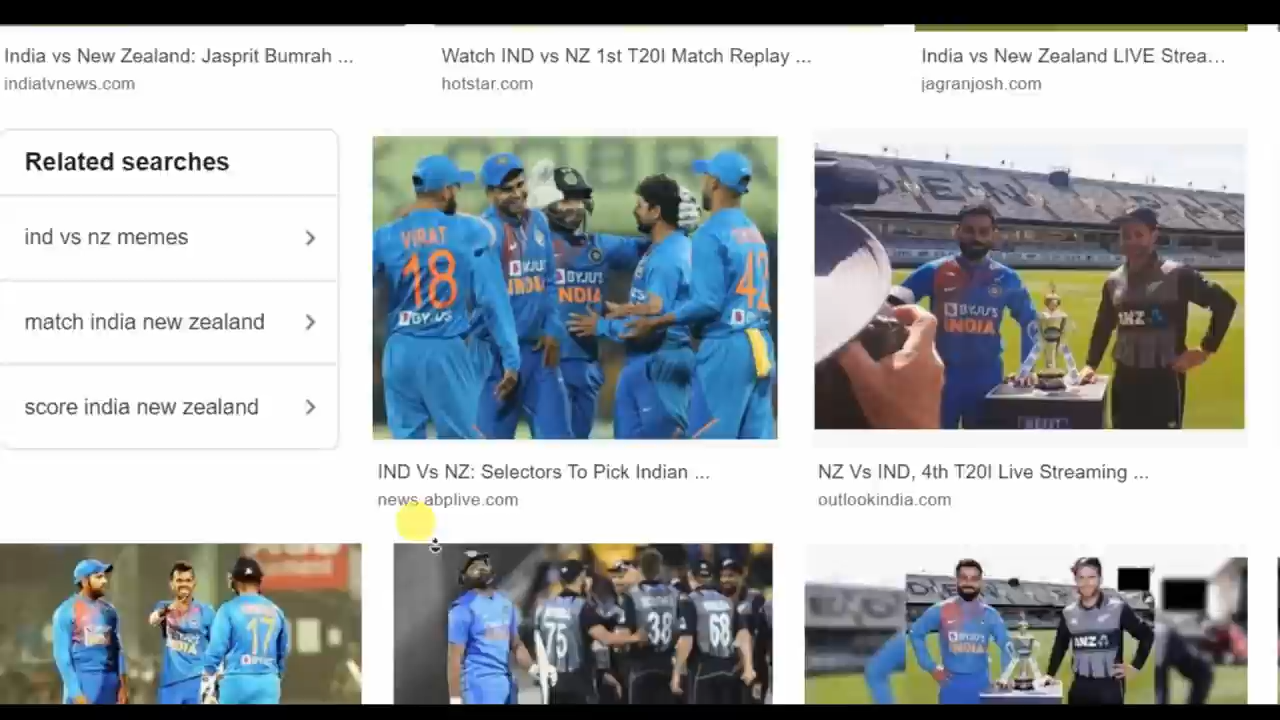 India vs New Zealand: Jasprit Bumrah ...
Watch IND vs NZ 1st T20I Match Replay ...
India vs New Zealand LIVE Strea...
indiatvnews.com
hotstar.com
jagranjosh.com
Related searches
ind vs nz memes
match india new zealand
score india new zealand
VIRAT
18
BYJU'S
INDIA
BYJU'S
INDIA
42
BYJU'S
INDIA
ANZ
IND Vs NZ: Selectors To Pick Indian ...
news.abplive.com
NZ Vs IND, 4th T20I Live Streaming ...
outlookindia.com
INDIA
17
75
38
68
BYJU'S
INDIA
ANZ